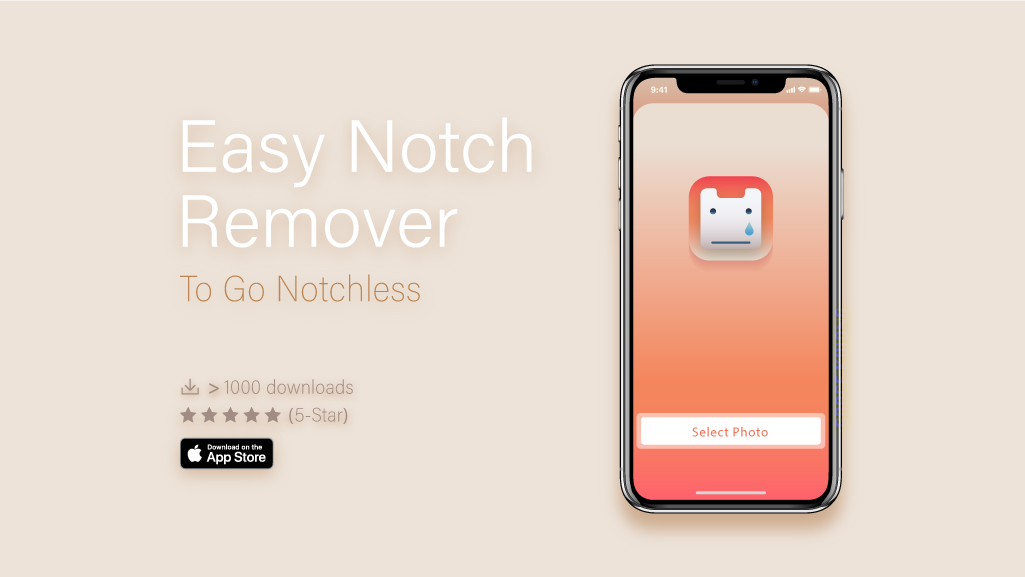 Easy Notch
Remover
To Go Notchless
> 1000 downloads
(5-Star)
Download on the
App Store
9:41
Select Photo